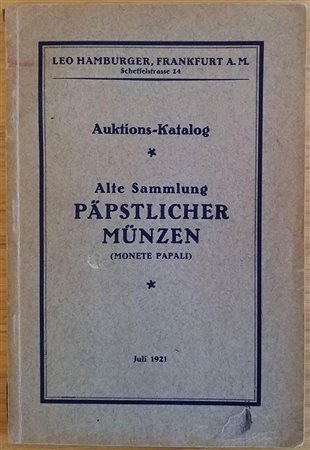 LEO HAMBURGER, FRANKFURT A. M.
Scheffelstrasse 24
Auktions-Katalog
*
Alte Sammlung
PÄPSTLICHER
MÜNZEN
(MONETE PAPALI)
*
Juli 1921